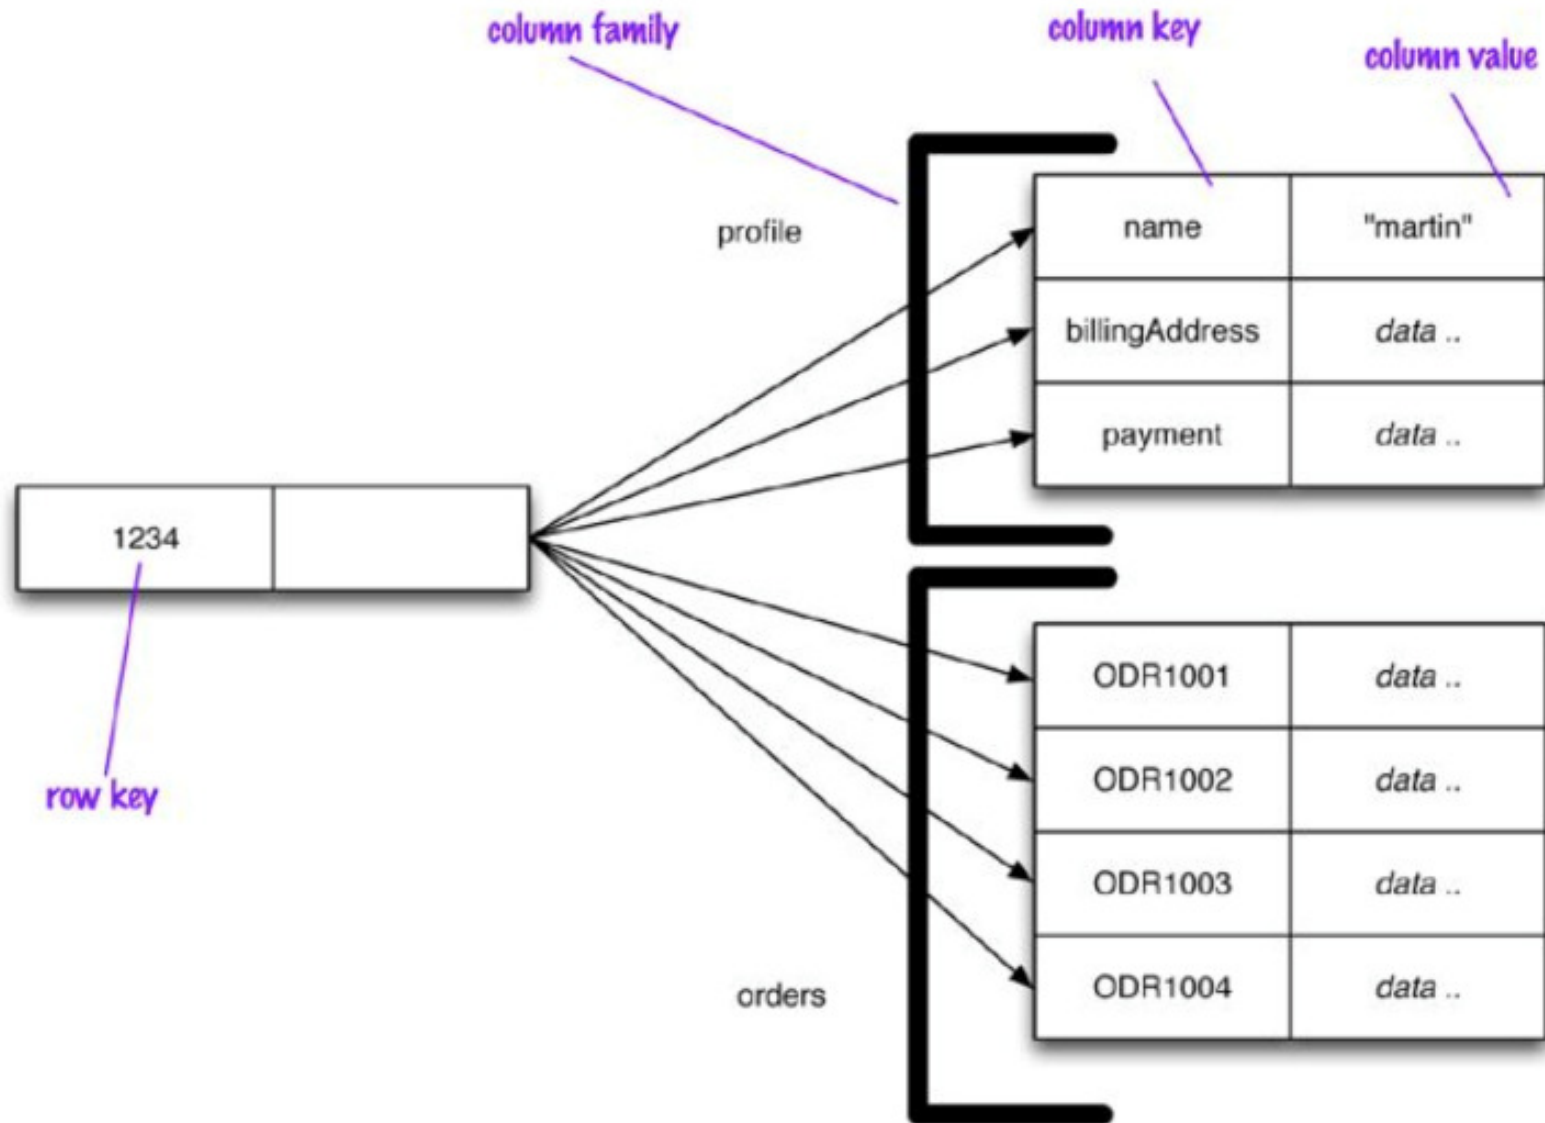 column family
column key
column value
profile
name
"martin"
billingAddress
data ..
payment
data ..
1234
row key
ODR1001
data ..
ODR1002
data ..
ODR1003
data ..
orders
ODR1004
data ..